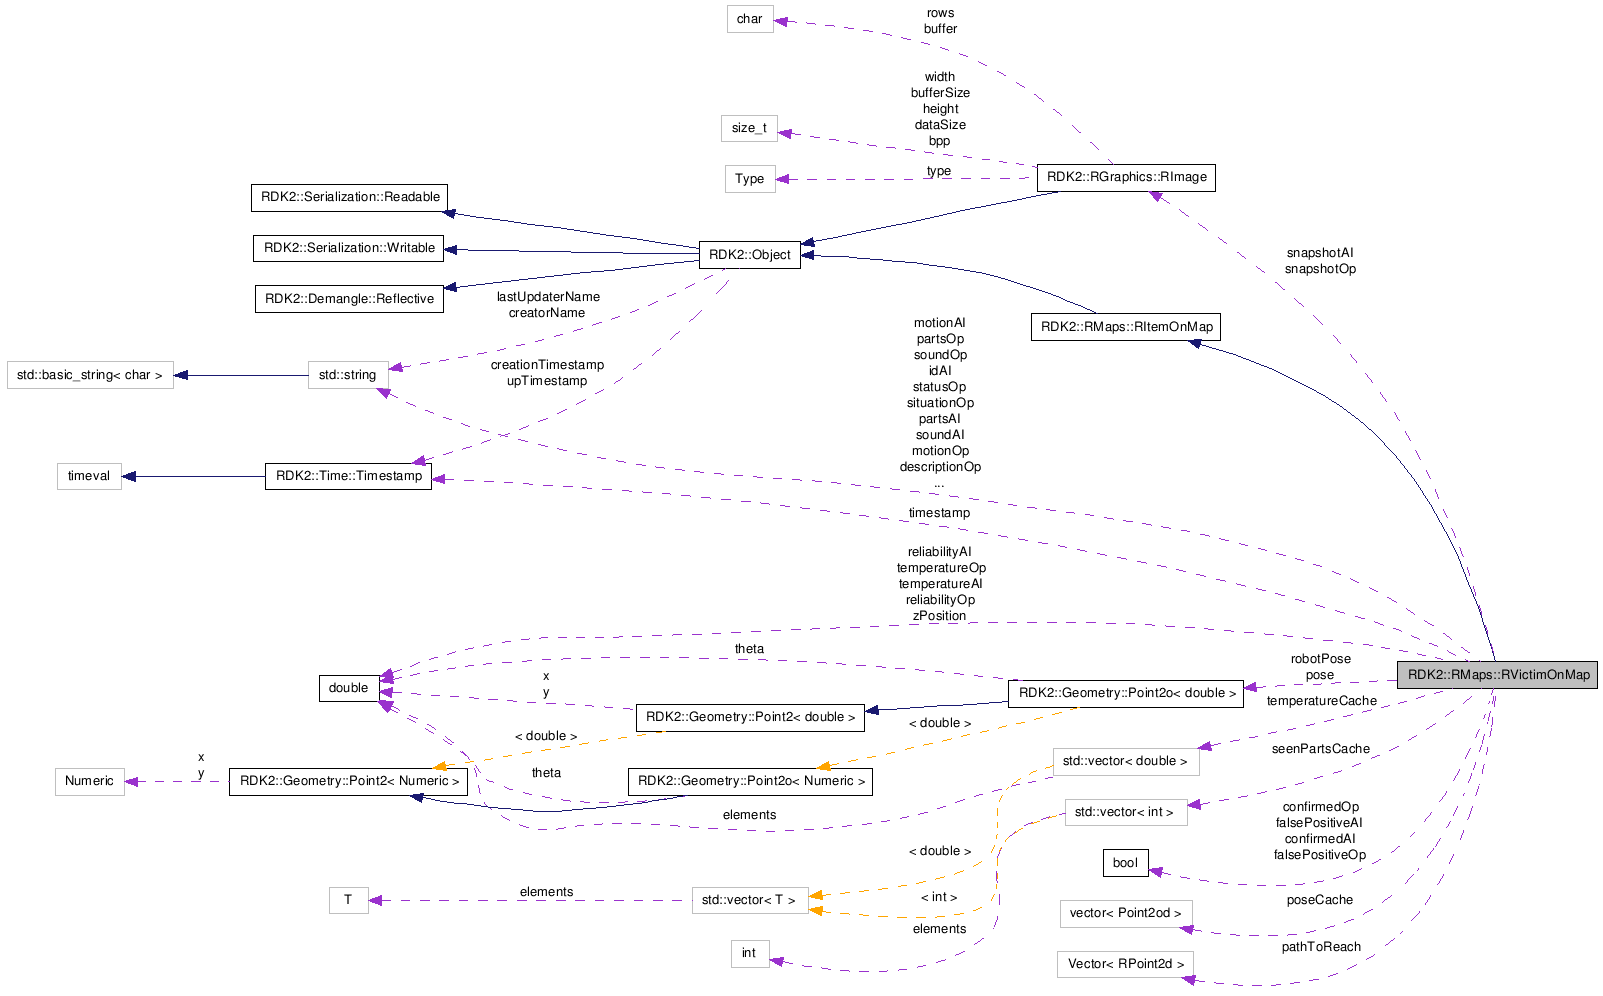 char
rows
buffer
width
bufferSize
height
dataSize
bpp
size_t
Type
type
RDK2::RGraphics::RImage
RDK2::Serialization::Readable
RDK2::Serialization::Writable
RDK2::Object
snapshotAI
snapshotOp
RDK2::Demangle::Reflective
lastUpdaterName
creatorName
RDK2::RMaps::RItemOnMap
motionAI
partsOp
soundOp
idAI
statusOp
situationOp
partsAI
soundAI
motionOp
descriptionOp
...
std::basic_string< char >
std::string
creationTimestamp
upTimestamp
timeval
RDK2::Time::Timestamp
timestamp
reliabilityAI
temperatureOp
temperatureAI
reliabilityOp
zPosition
theta
robotPose
pose
RDK2::RMaps::RVictimOnMap
double
x
y
RDK2::Geometry::Point2o< double >
RDK2::Geometry::Point2< double >
temperatureCache
< double >
< double >
seenPartsCache
x
y
Numeric
RDK2::Geometry::Point2< Numeric >
theta
RDK2::Geometry::Point2o< Numeric >
std::vector< double >
elements
std::vector< int >
confirmedOp
falsePositiveAI
confirmedAI
falsePositiveOp
< double >
bool
T
elements
std::vector< T >
< int >
poseCache
vector< Point2od >
elements
int
pathToReach
Vector< RPoint2d >